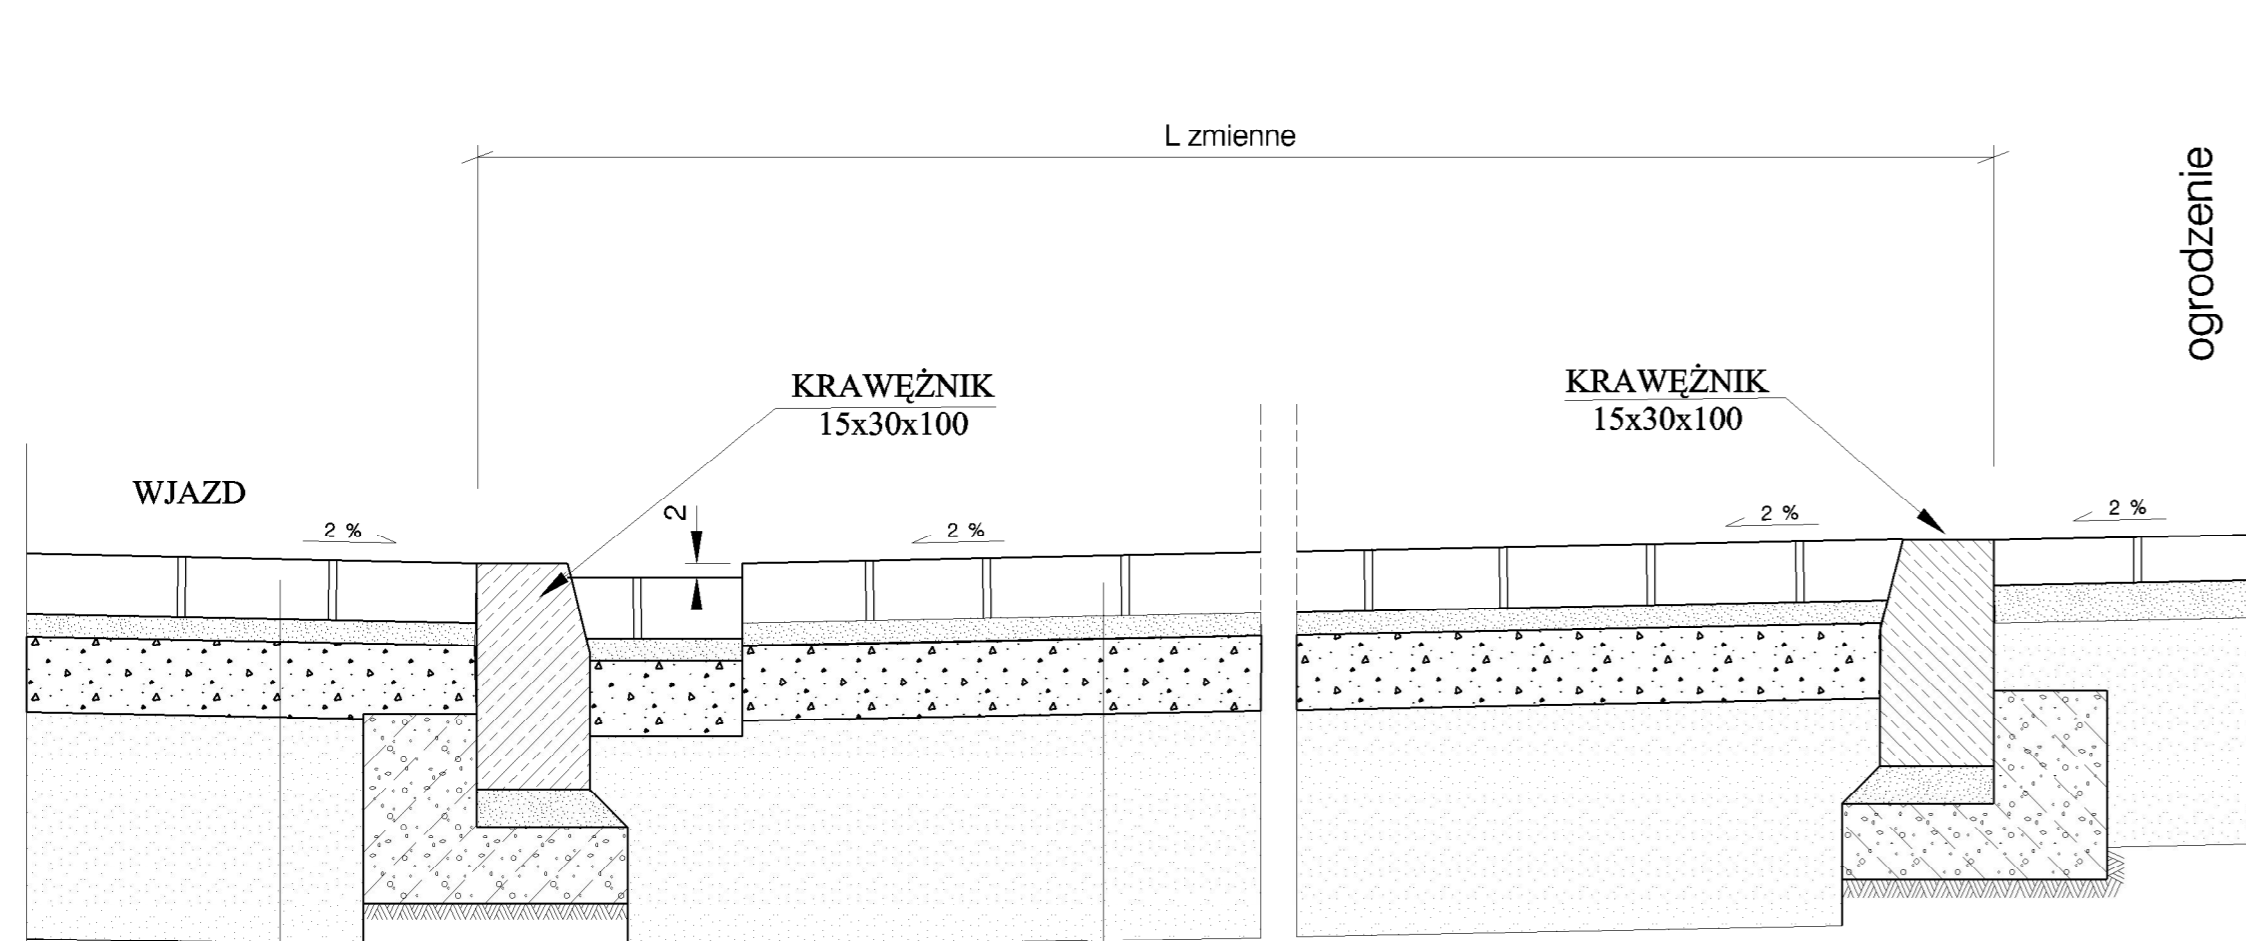 L zmienne
ogrodzenie
KRAWĘŻNIK
15x30x100
KRAWĘŻNIK
15x30x100
WJAZD
2 %
2
2 %
2 %
2 %